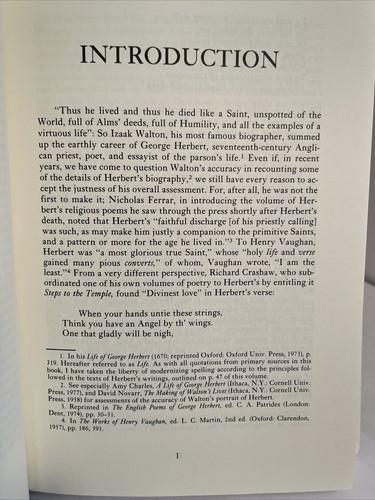 INTRODUCTION
"Thus he lived and thus he died like a Saint, unspotted of the
World, full of Alms' deeds, full of Humility, and all the examples of a
virtuous life": So Izaak Walton, his most famous biographer, summed
up the earthly career of George Herbert, seventeenth-century Angli-
can priest, poet, and essayist of the parson's life.1 Even if, in recent
years, we have come to question Walton's accuracy in recounting some
of the details of Herbert's biography,2 we still have every reason to accept
the justness of his overall assessment. For, after all, he was not the
first to make it; Nicholas Ferrar, in introducing the volume of Her-
bert's religious poems he saw through the press shortly after Herbert's
death, noted that Herbert's "faithful discharge [of his priestly calling]
was such, as may make him justly a companion to the primitive Saints,
and a pattern or more for the age he lived in."3 To Henry Vaughan,
Herbert was "a most glorious true Saint," whose "holy life and verse
gained many pious converts," of whom, Vaughan wrote, "I am the
least."4 From a very different perspective, Richard Crashaw, who sub-
ordinated one of his own volumes of poetry to Herbert's by entitling it
Steps to the Temple, found "Divinest love" in Herbert's verse:
When your hands untie these strings,
Think you have an Angel by th' wings.
One that gladly will be nigh,
1. In his Life of George Herbert (1670; reprinted Oxford: Oxford Univ. Press, 1973), p.
319. Hereafter referred to as Life. As with all quotations from primary sources in this
book, I have taken the liberty of modernizing spelling according to the principles fol-
lowed in the texts of Herbert's writings, outlined on p. 47 of this volume.
2. See especially Amy Charles, A Life of George Herbert (Ithaca, N.Y.: Cornell Univ.
Press, 1977), and David Novarr, The Making of Walton's Lives (Ithaca, N.Y.: Cornell Univ.
Press, 1958) for assessments of the accuracy of Walton's portrait of Herbert.
3. Reprinted in The English Poems of George Herbert, ed. C. A. Patrides (London:
Dent, 1974), pp. 30-31.
4. In The Works of Henry Vaughan, ed. L. C. Martin, 2nd ed. (Oxford: Clarendon,
1957), pp. 186, 391.
1